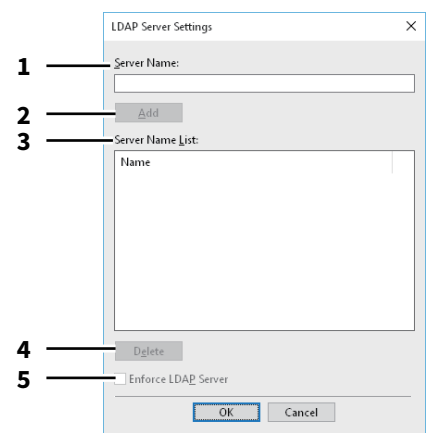 LDAP Server Settings
1 Server Name:
2 Add
3 Server Name List:
Name
4 Delete
5 Enforce LDAP Server
OK Cancel